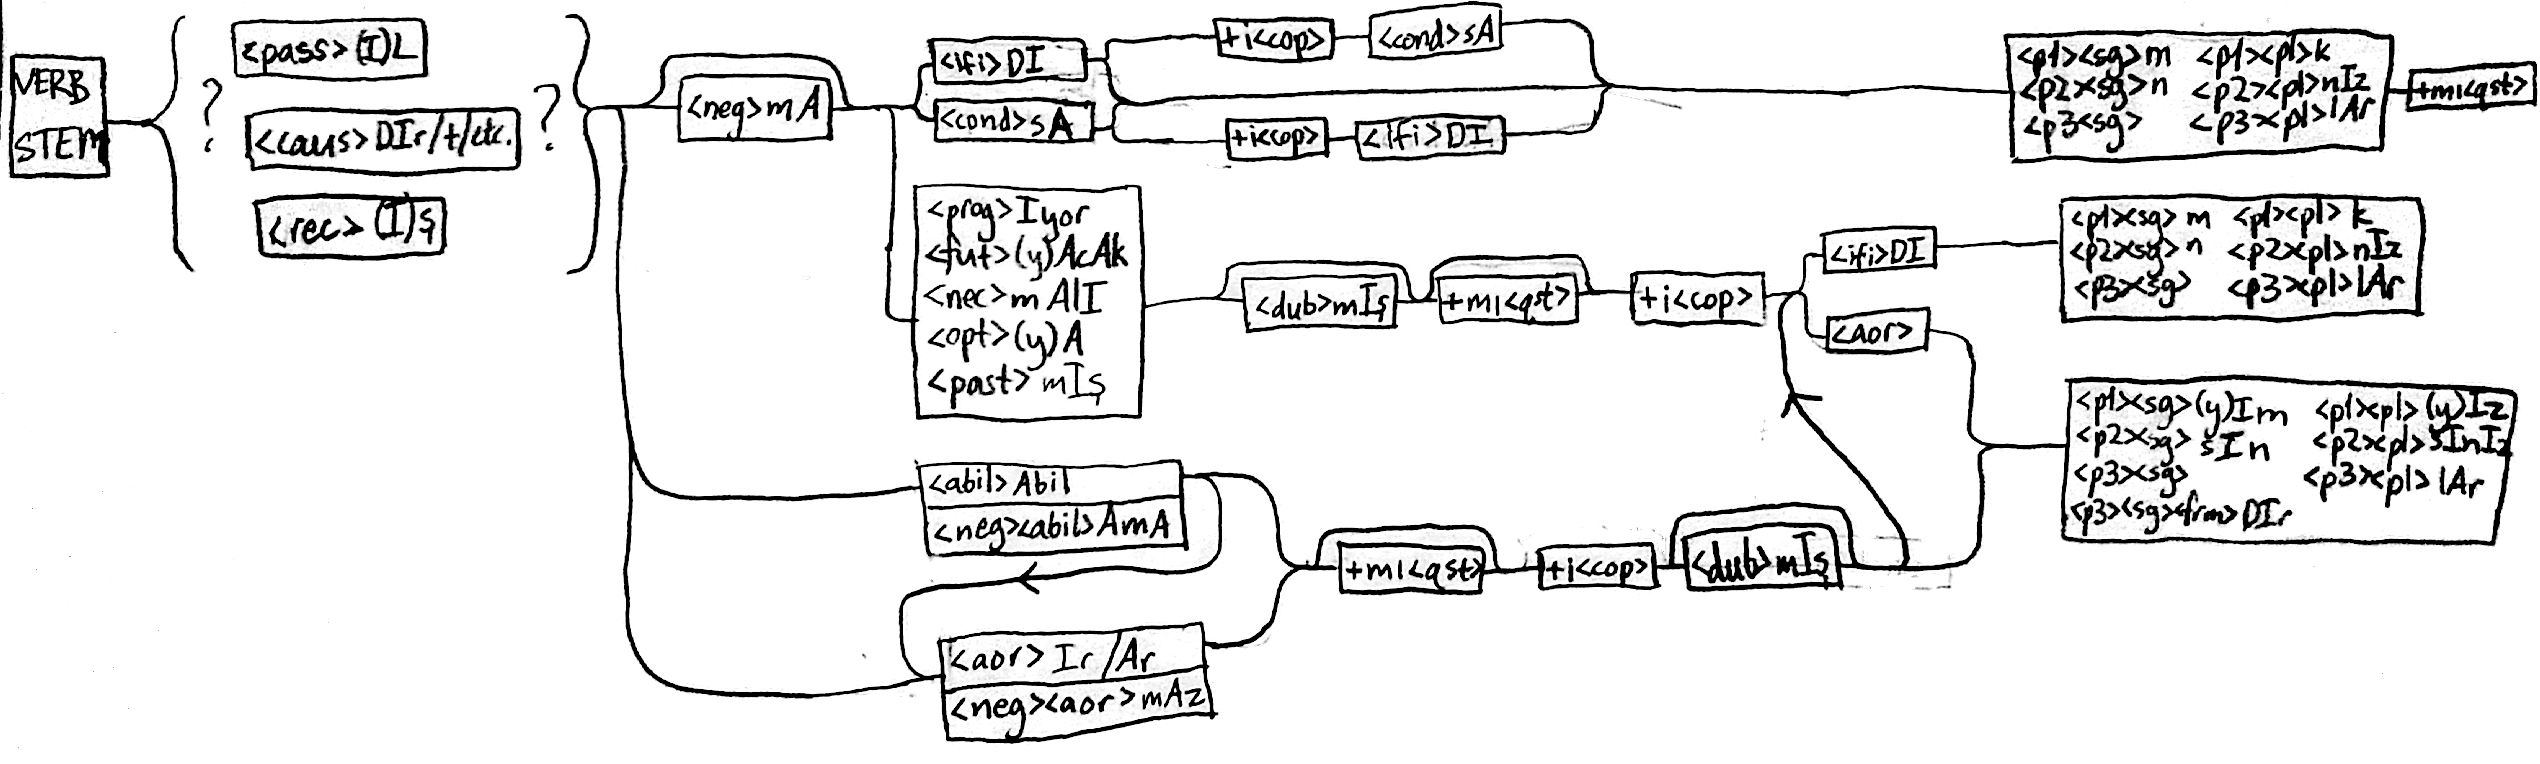 VERB
STEM
?
<pass> (I)L
<caus> DIr/t/etc.
<rec> (I)ş
?
<neg>mA
<ifi>DI
<cond>sA
+i<cop>
<cond>sA
+i<cop>
<ifi>DI
<p1><sg>m <p1><pl>k
<p2><sg>n <p2><pl>nIz
<p3<sg> <p3><pl>lAr
+mı<qst>
<prog>Iyor
<fut>(y)AcAk
<nec>mAlI
<opt>(y)A
<past>mIş
<dub>mIş
+mı<qst>
+i<cop>
<ifi>DI
<aor>
<p1><sg> m <p1><pl> k
<p2><sg> n <p2><pl>nIz
<p3><sg> <p3><pl>lAr
<abil>Abil
<neg><abil>AmA
<aor>Ir/Ar
<neg><aor>mAz
+mı<qst>
+i<cop>
<dub>mIş
<p1><sg>(y)Im <p1><pl>(y)Iz
<p2><sg>sIn <p2><pl>sInIz
<p3><sg> <p3><pl>lAr
<p3><sg><frm>DIr